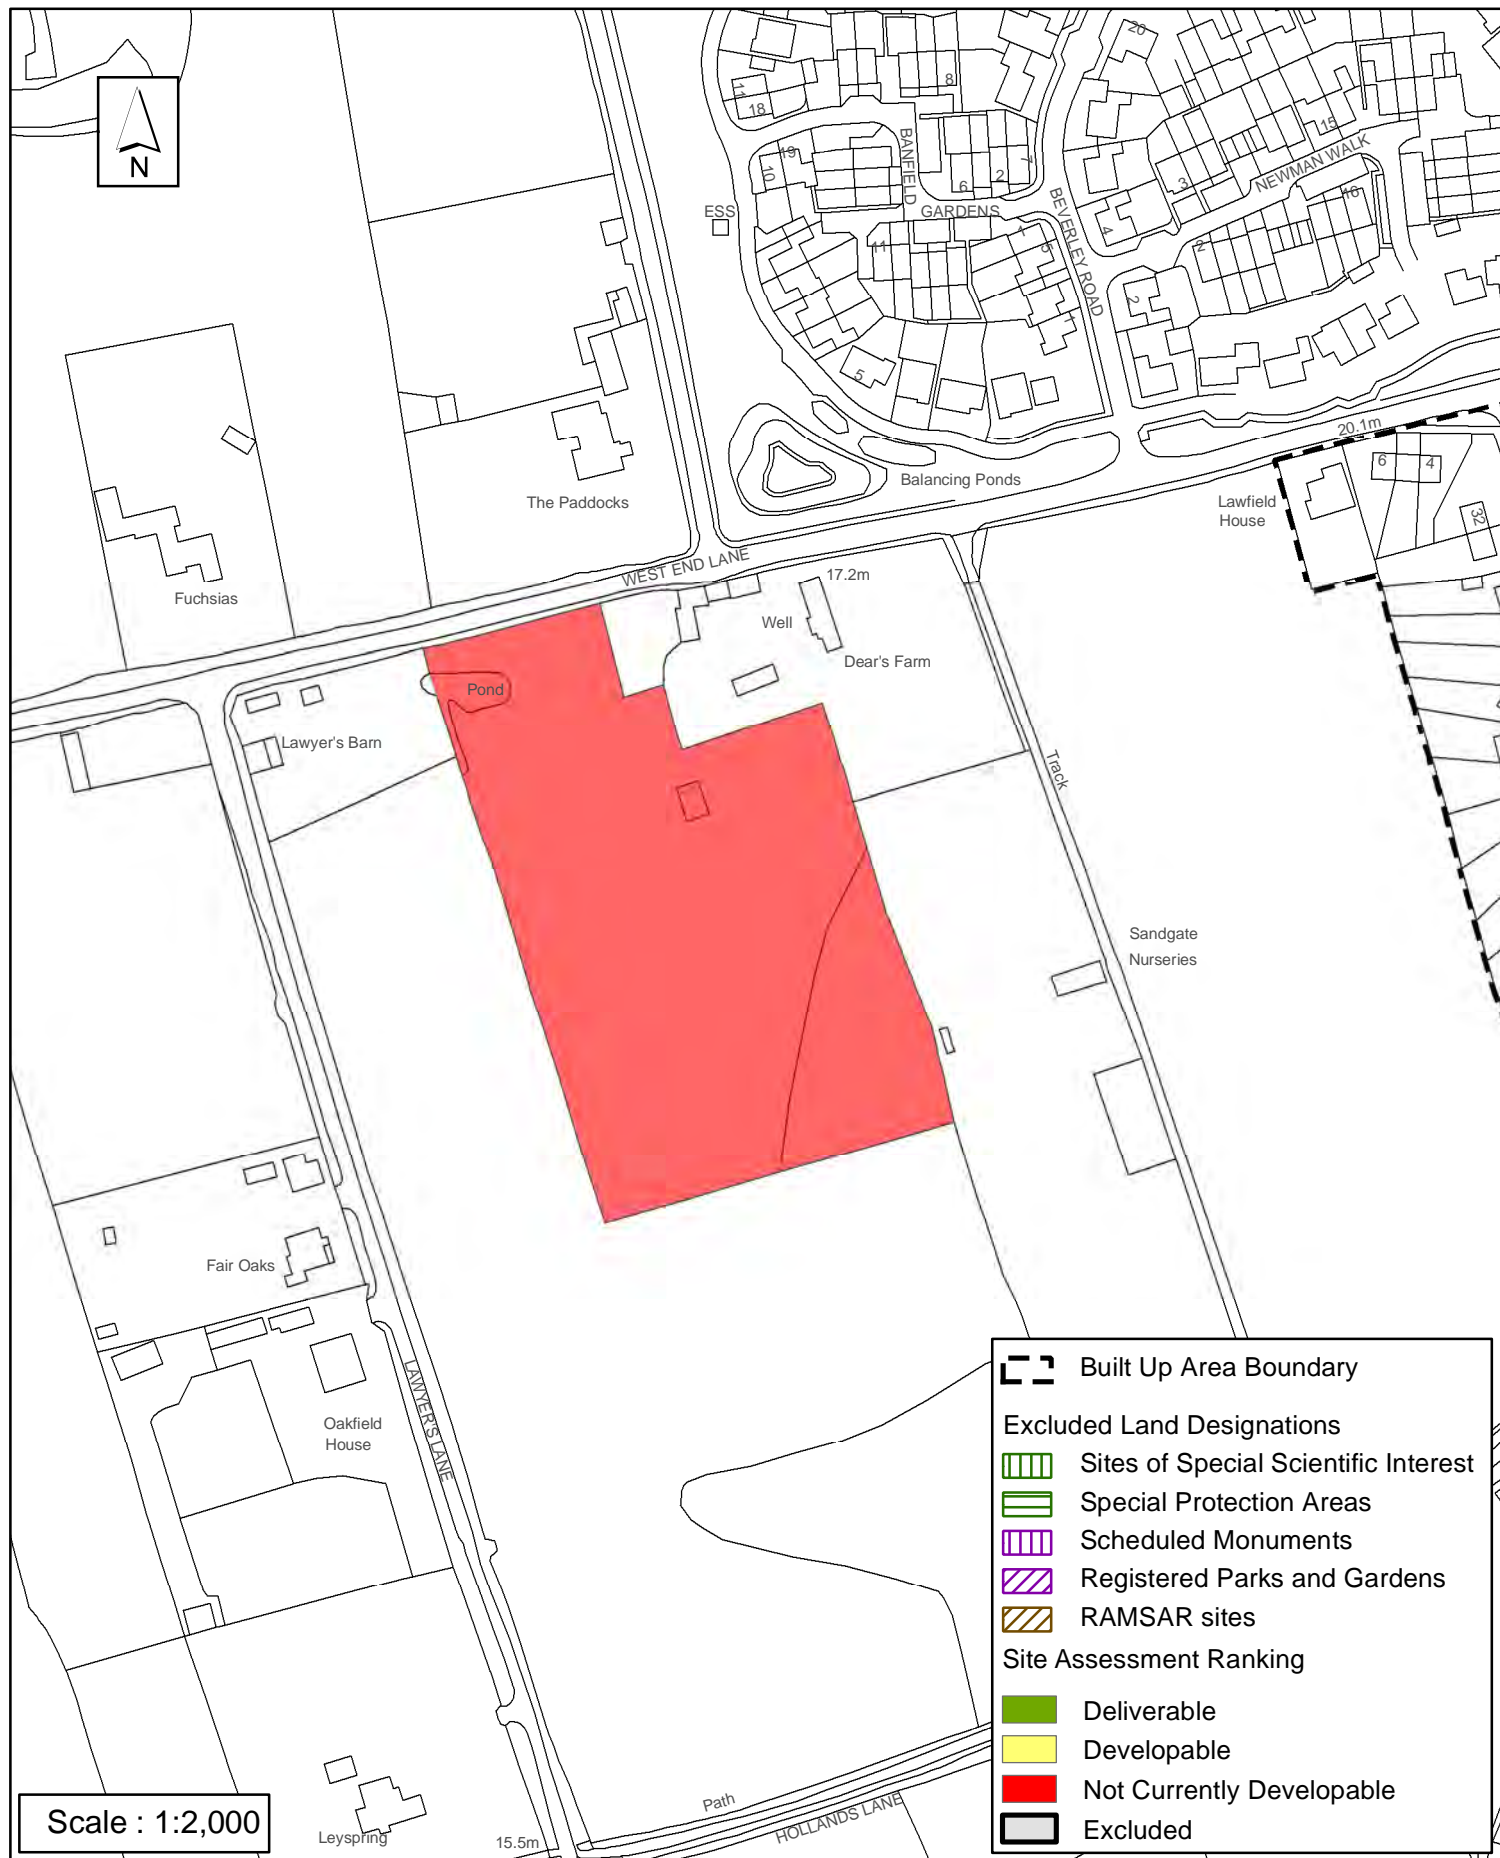 20
11
18
8
BANFIELD
19
10
7
6
2
15
NEWMAN WALK
3
16
ESS
GARDENS
BEVERLEY ROAD
4
11
1
5
2
2
1
5
N
20.1m
6
4
Balancing Ponds
Lawfield
House
32
The Paddocks
WEST END LANE
17.2m
Fuchsias
Well
Dear's Farm
Pond
Lawyer's Barn
Track
Sandgate
Nurseries
Fair Oaks
LAWYER'S LANE
Oakfield
House
Built Up Area Boundary
Excluded Land Designations
Sites of Special Scientific Interest
Special Protection Areas
Scheduled Monuments
Registered Parks and Gardens
RAMSAR sites
Site Assessment Ranking
Deliverable
Developable
Not Currently Developable
Excluded
Path
HOLLANDS LANE
Scale : 1:2,000
Leyspring
15.5m